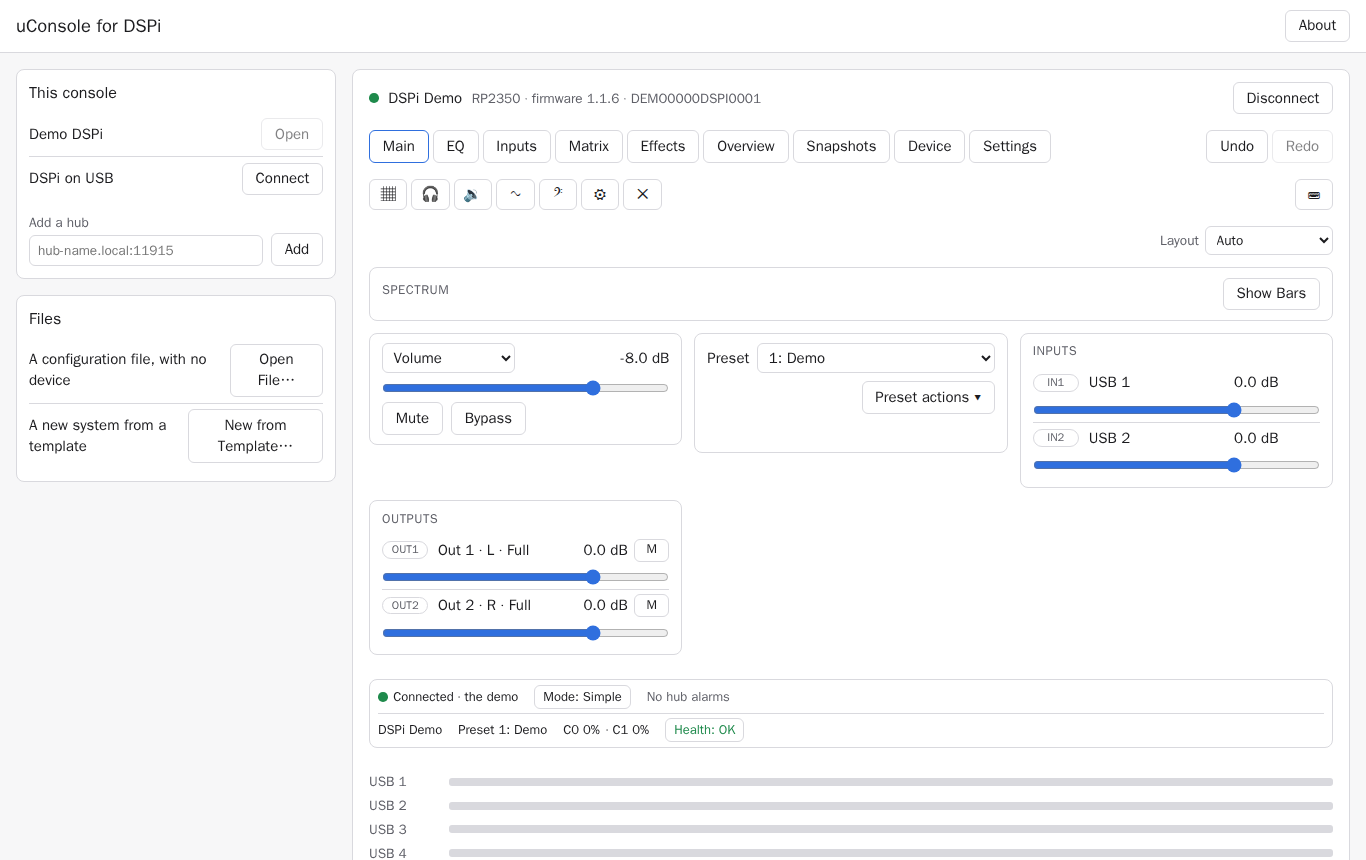 uConsole for DSPi
About
This console
Demo DSPi
Open
DSPi on USB
Connect
Add a hub
hub-name.local:11915
Add
Files
A configuration file, with no
device
Open
File…
A new system from a
template
New from
Template…
DSPi Demo
RP2350 · firmware 1.1.6 · DEMO0000DSPI0001
Disconnect
Main
EQ
Inputs
Matrix
Effects
Overview
Snapshots
Device
Settings
Undo
Redo
Layout
Auto
SPECTRUM
Show Bars
Volume
-8.0 dB
Mute
Bypass
Preset
1: Demo
Preset actions ▾
INPUTS
IN1
USB 1
0.0 dB
IN2
USB 2
0.0 dB
OUTPUTS
OUT1
Out 1 · L · Full
0.0 dB
M
OUT2
Out 2 · R · Full
0.0 dB
M
Connected · the demo
Mode: Simple
No hub alarms
DSPi Demo
Preset 1: Demo
C0 0% · C1 0%
Health: OK
USB 1
USB 2
USB 3
USB 4